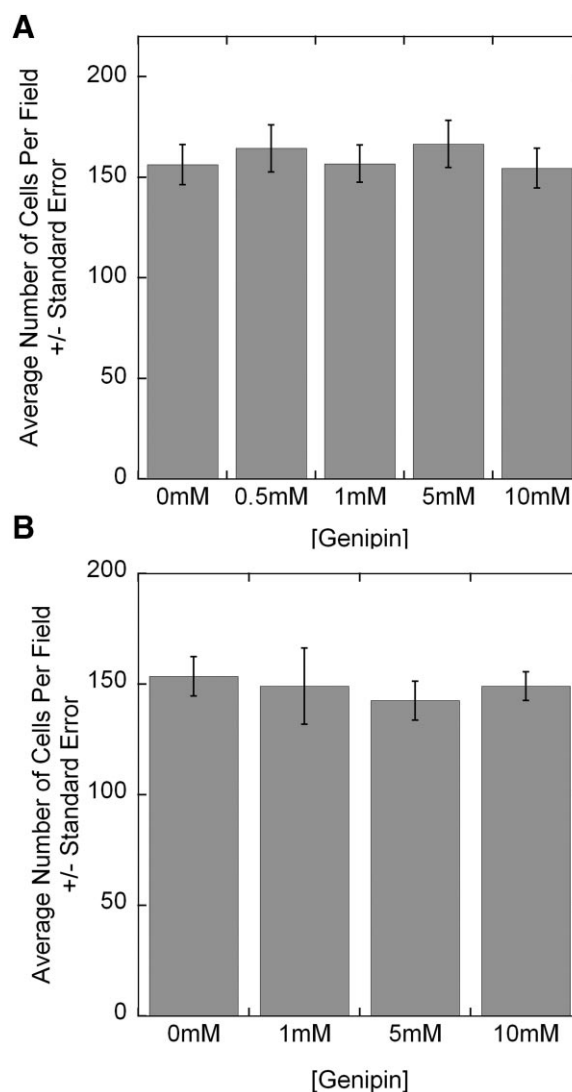 A
Average Number of Cells Per Field
+/- Standard Error
200
150
100
50
0
0mM 0.5mM 1mM 5mM 10mM
[Genipin]
B
Average Number of Cells Per Field
+/- Standard Error
200
150
100
50
0
0mM 1mM 5mM 10mM
[Genipin]